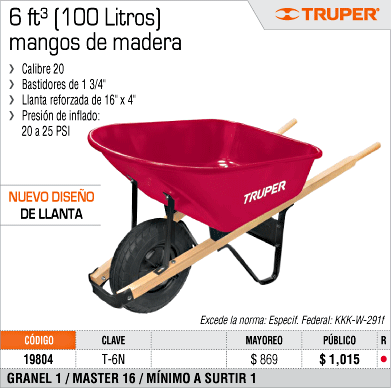 6 ft³ (100 Litros)
mangos de madera
TRUPER®
› Calibre 20
› Bastidores de 1 3/4"
› Llanta reforzada de 16" x 4"
› Presión de inflado:
20 a 25 PSI
NUEVO DISEÑO
DE LLANTA
TRUPER
Excede la norma: Especif. Federal: KKK-W-291f
CÓDIGO CLAVE MAYOREO PÚBLICO R
19804 T-6N $ 869 $ 1,015 •
GRANEL 1 / MASTER 16 / MÍNIMO A SURTIR 1